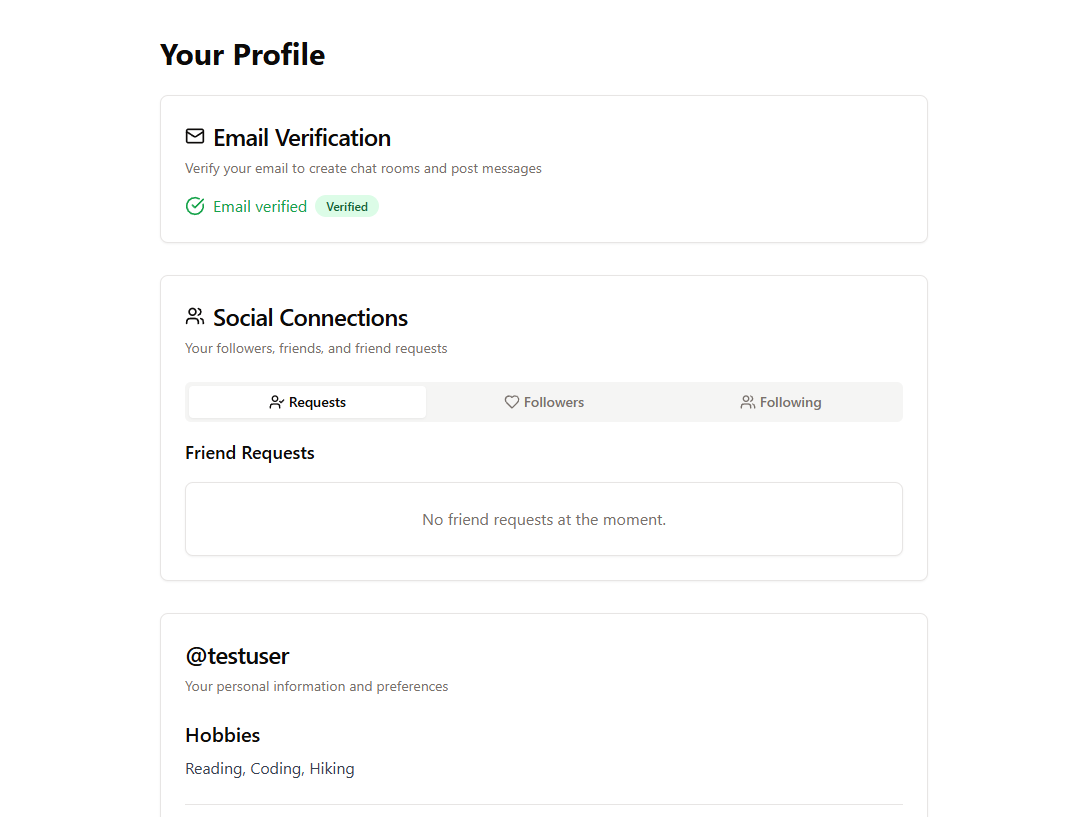 Your Profile
Email Verification
Verify your email to create chat rooms and post messages
Email verified Verified
Social Connections
Your followers, friends, and friend requests
Requests Followers Following
Friend Requests
No friend requests at the moment.
@testuser
Your personal information and preferences
Hobbies
Reading, Coding, Hiking